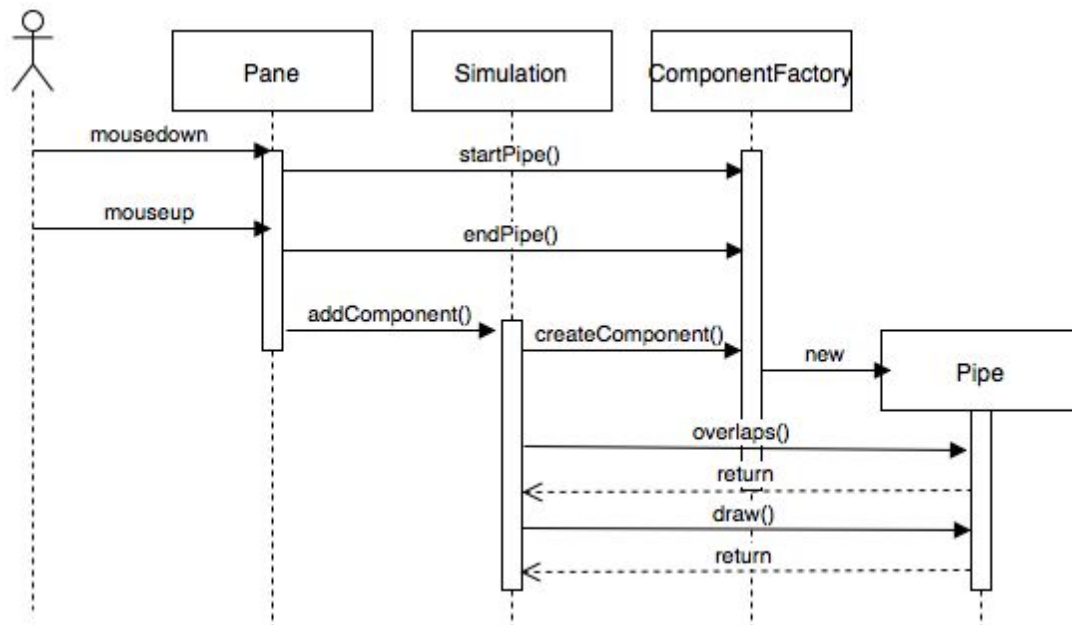 Pane
Simulation
ComponentFactory
mousedown
startPipe()
mouseup
endPipe()
addComponent()
createComponent()
new
Pipe
overlaps()
return
draw()
return